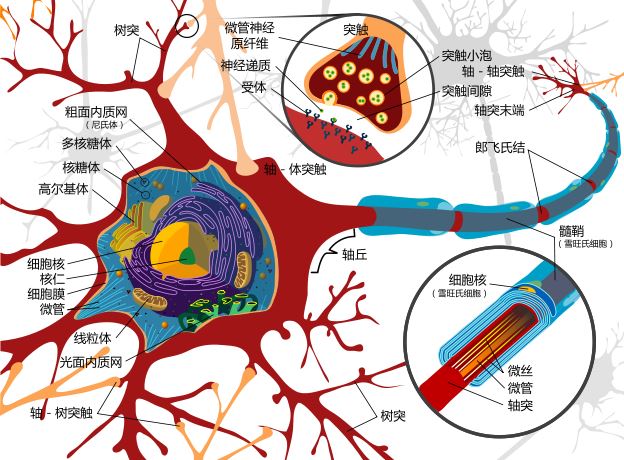 树突
微管神经
原纤维
突触
神经递质
受体
突触小泡
轴 - 轴突触
突触间隙
轴突末端
粗面内质网
（尼氏体）
多核糖体
核糖体
高尔基体
轴 - 体突触
郎飞氏结
髓鞘
（雪旺氏细胞）
轴丘
细胞核
核仁
细胞膜
微管
线粒体
光面内质网
轴 - 树突触
树突
细胞核
（雪旺氏细胞）
微丝
微管
轴突